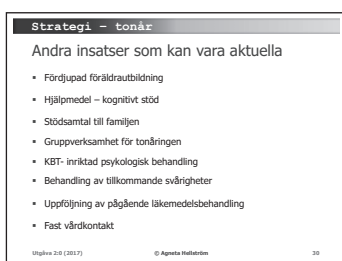 Strategi – tonår
Andra insatser som kan vara aktuella
▪ Fördjupad föräldrautbildning
▪ Hjälpmedel – kognitivt stöd
▪ Stödsamtal till familjen
▪ Gruppverksamhet för tonåringen
▪ KBT- inriktad psykologisk behandling
▪ Behandling av tillkommande svårigheter
▪ Uppföljning av pågående läkemedelsbehandling
▪ Fast vårdkontakt
Utgåva 2:0 (2017) © Agneta Hellström 30